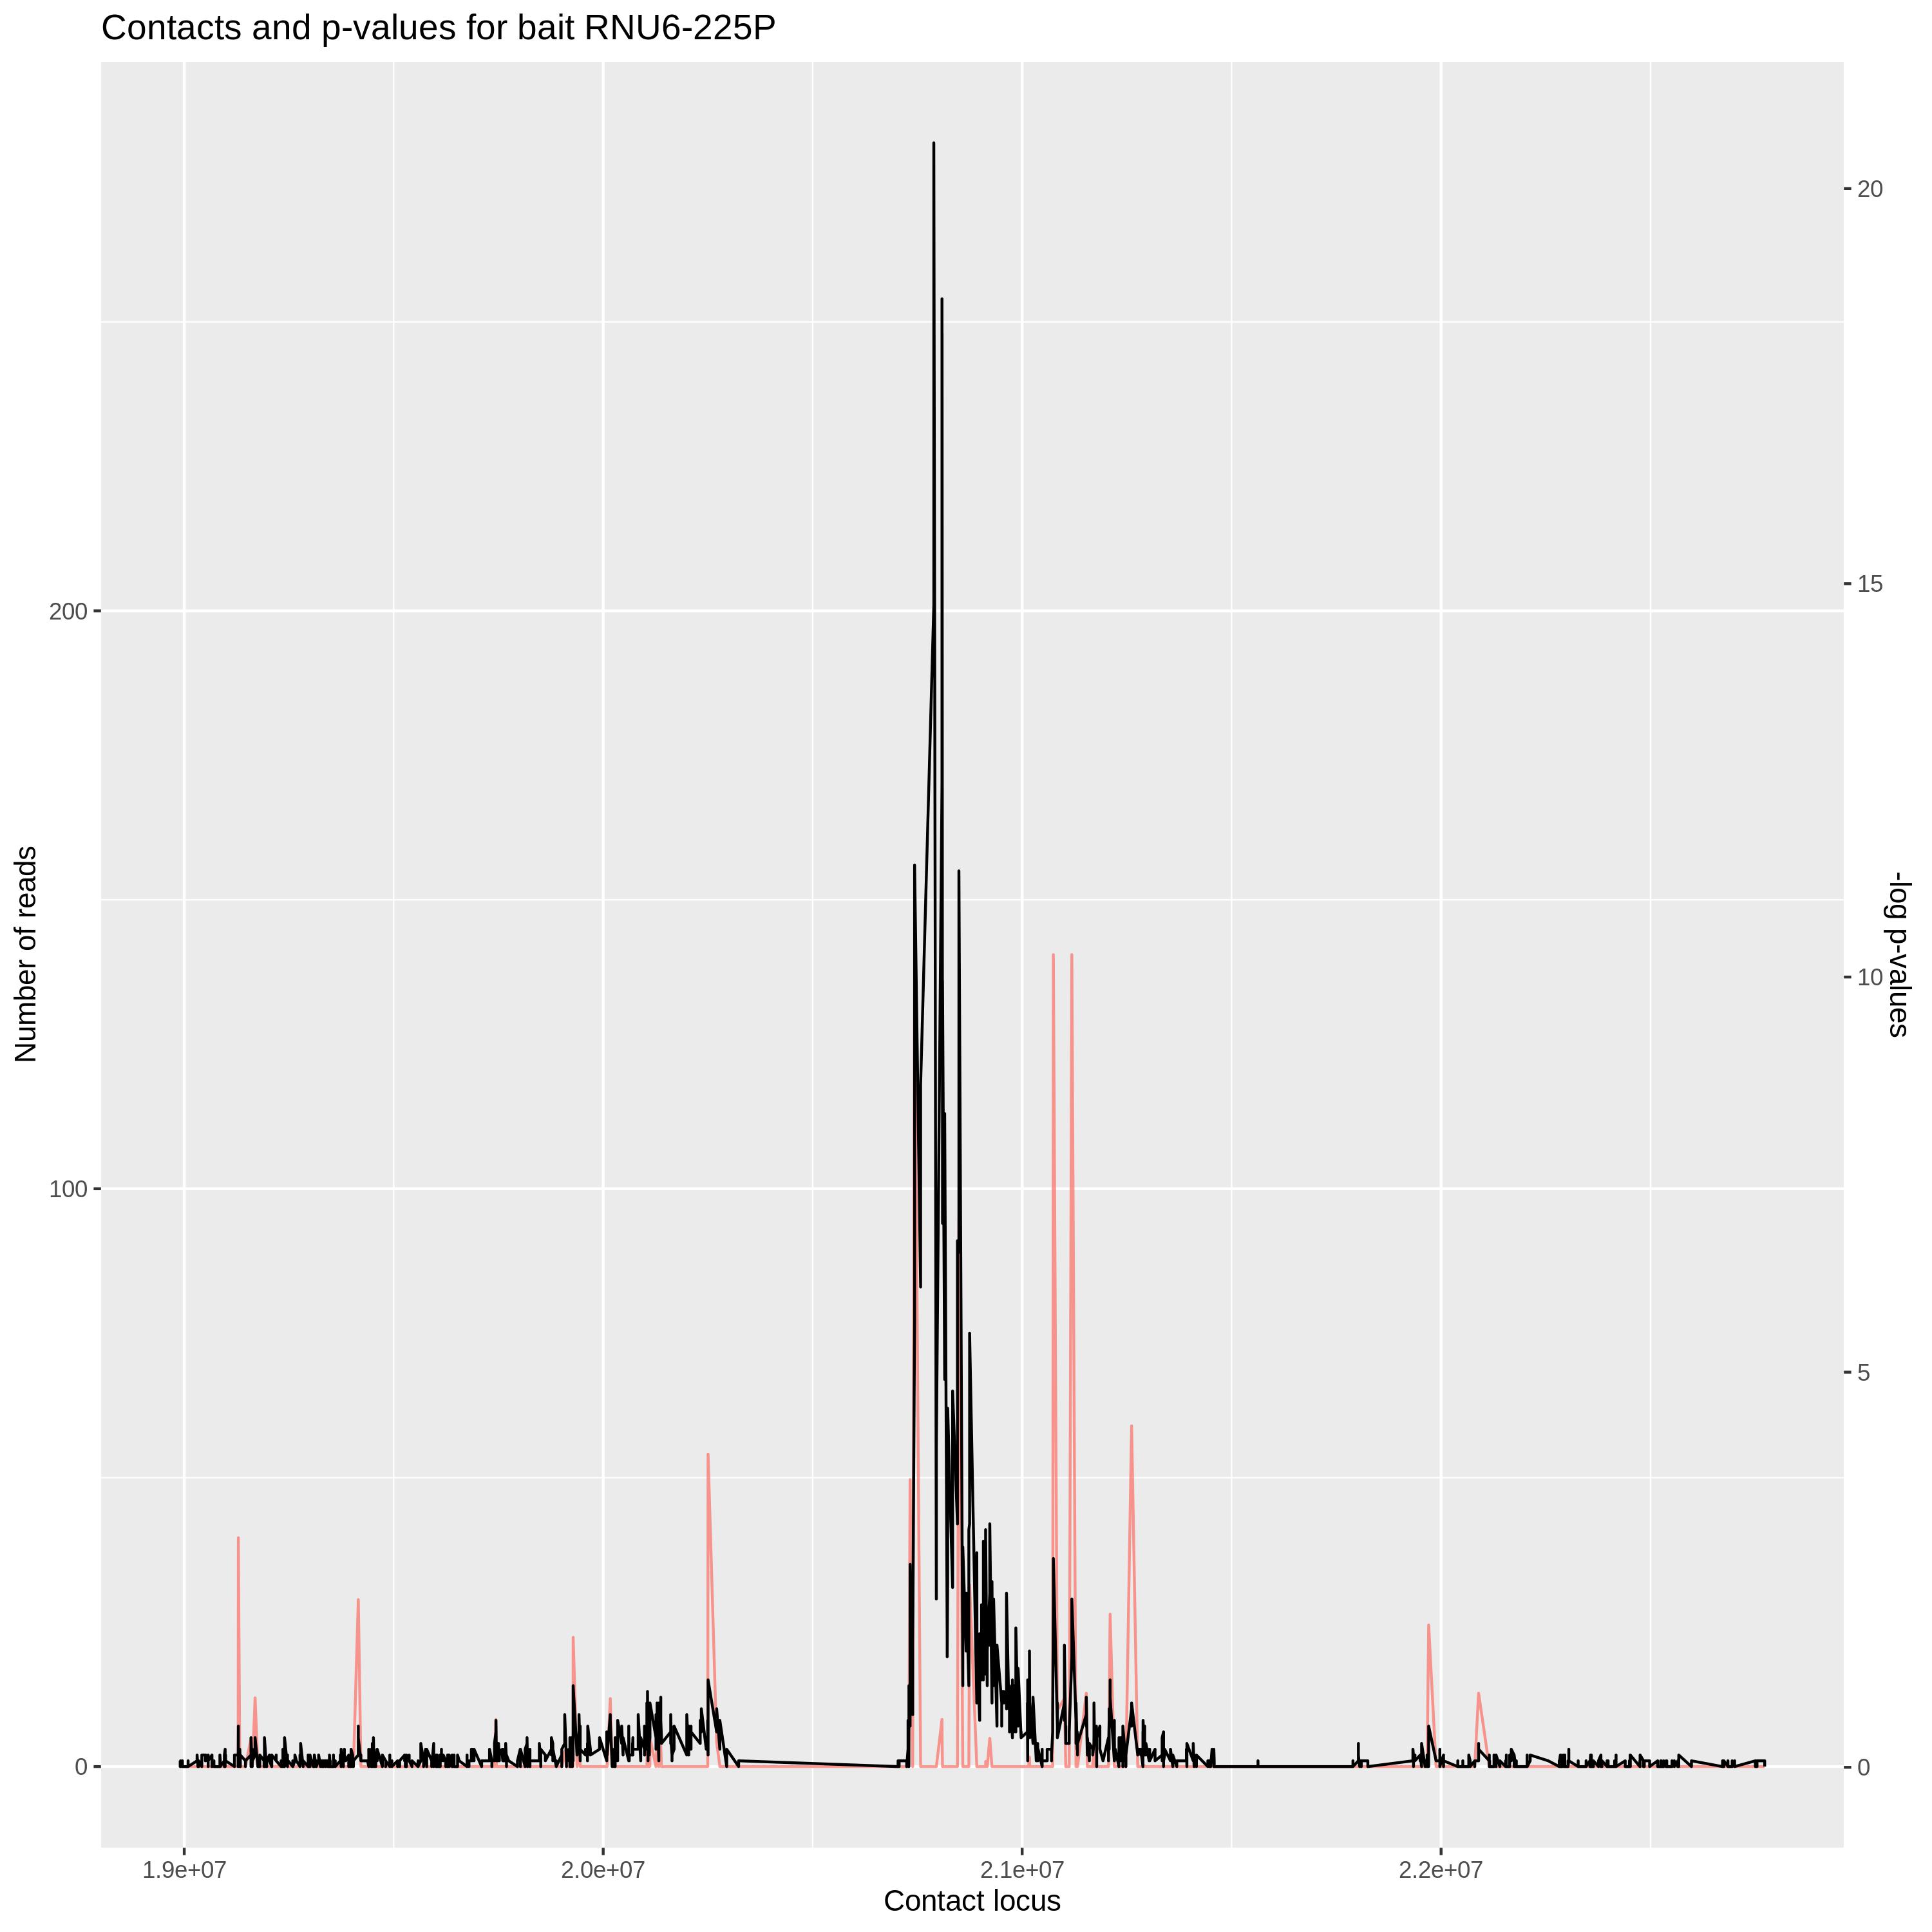 Contacts and p-values for bait RNU6-225P
Number of reads
200
100
0
20
15
10
5
0
-log p-values
1.9e+07
2.0e+07
2.1e+07
2.2e+07
Contact locus